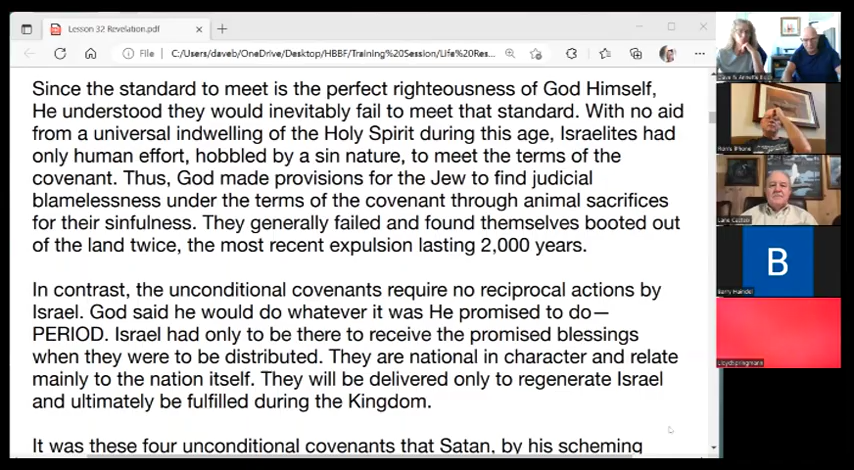 Lesson 32 Revelation.pdf
File
C:/Users/daveb/OneDrive/Desktop/HBBF/Training%20Session/Life%20Res...
Since the standard to meet is the perfect righteousness of God Himself,
He understood they would inevitably fail to meet that standard. With no aid
from a universal indwelling of the Holy Spirit during this age, Israelites had
only human effort, hobbled by a sin nature, to meet the terms of the
covenant. Thus, God made provisions for the Jew to find judicial
blamelessness under the terms of the covenant through animal sacrifices
for their sinfulness. They generally failed and found themselves booted out
of the land twice, the most recent expulsion lasting 2,000 years.
In contrast, the unconditional covenants require no reciprocal actions by
Israel. God said he would do whatever it was He promised to do—
PERIOD. Israel had only to be there to receive the promised blessings
when they were to be distributed. They are national in character and relate
mainly to the nation itself. They will be delivered only to regenerate Israel
and ultimately be fulfilled during the Kingdom.
It was these four unconditional covenants that Satan, by his scheming
Dave & Annette
Ron's iPhone
B